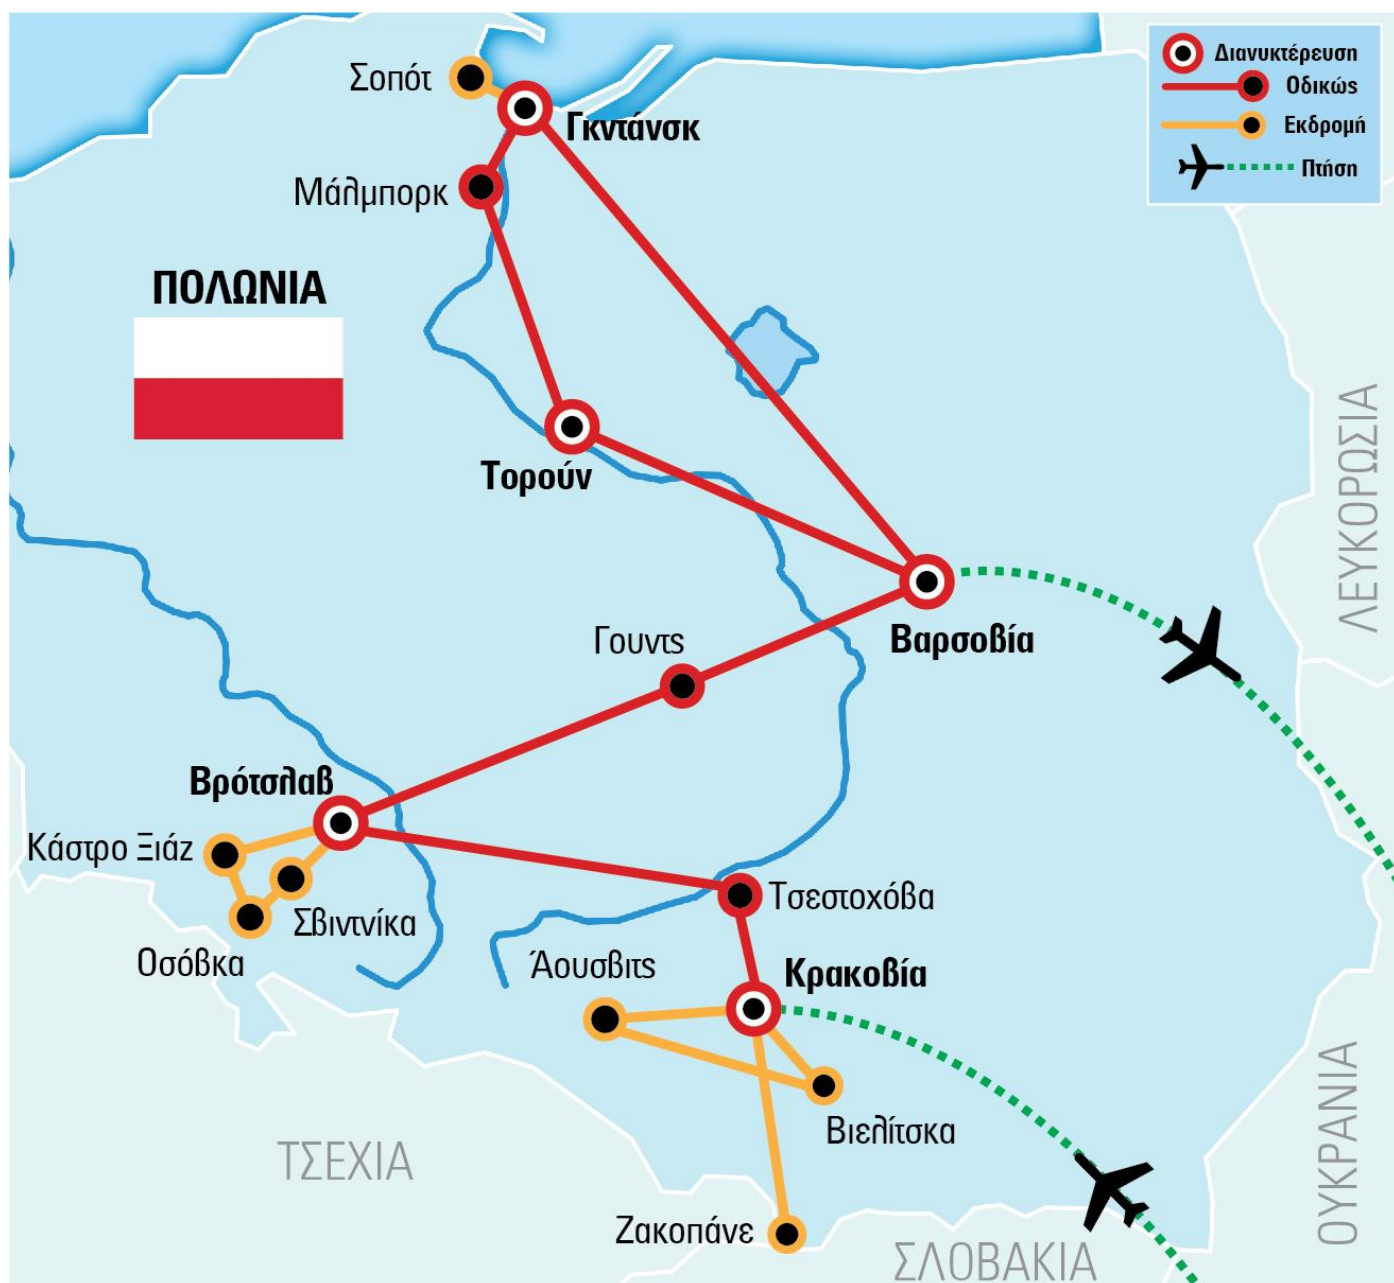 Σοπότ
Γκντάνσκ
Μάλμπορκ
ΠΟΛΩΝΙΑ
Τορούν
Βαρσοβία
Γουντς
Βρότσλαβ
Κάστρο Ξιάζ
Σβιντνίκα
Οσόβκα
Τσεστοχόβα
Άουσβιτς
Κρακοβία
Βιελίτσκα
Ζακοπάνε
ΤΣΕΧΙΑ
ΣΛΟΒΑΚΙΑ
ΟΥΚΡΑΝΙΑ
ΛΕΥΚΟΡΩΣΙΑ
Διανυκτέρευση
Οδικώς
Εκδρομή
Πτήση